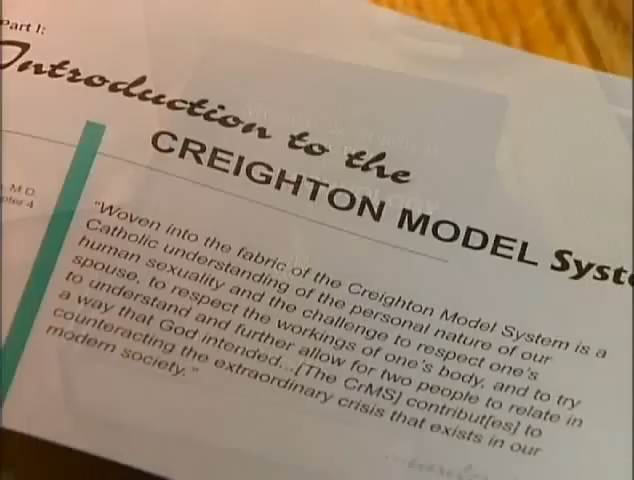 Part I:
Introduction to the
CREIGHTON MODEL Syste
, M.D.
pter 4
"Woven into the fabric of the Creighton Model System is a
Catholic understanding of the personal nature of our
human sexuality and the challenge to respect one's
spouse, to respect the workings of one's body, and to try
to understand and further allow for two people to relate in
a way that God intended...[The CrMS] contribut[es] to
counteracting the extraordinary crisis that exists in our
modern society."